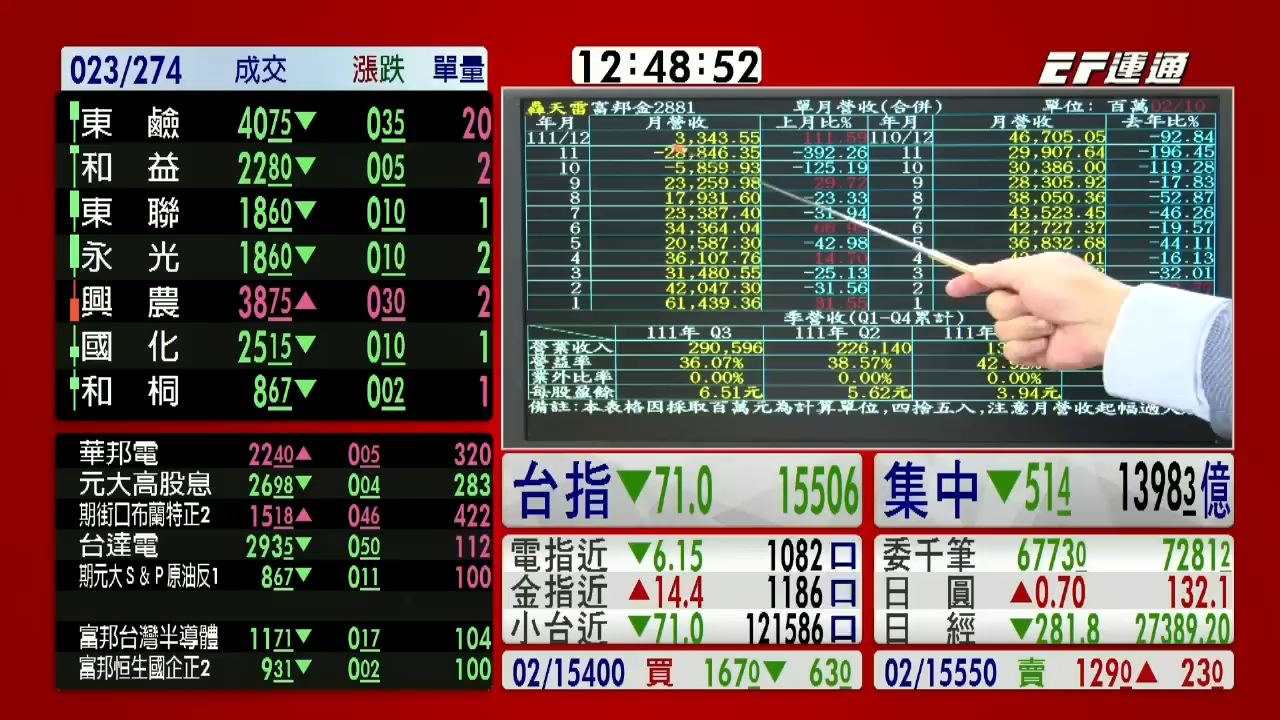 023/274 成交 漲跌 單量
東鹼 4075▼ 035 20
和益 2280▼ 005 2
東聯 1860▼ 010 1
永光 1860▼ 010 2
興農 3875▲ 030 2
國化 2515▼ 010 1
和桐 867▼ 002 1
華邦電 2240▲ 005 320
元大高股息 2698▼ 004 283
期街口布蘭特正2 1518▲ 046 422
台達電 2935▼ 050 112
期元大S&P原油反1 867▼ 011 100
富邦台灣半導體 1171▼ 017 104
富邦恒生國企正2 931▼ 002 100
12:48:52
EF運通
轟天雷富邦金2881 單月營收(合併) 單位: 百萬02/10
年月 月營收 上月比% 年月 月營收 去年比%
111/12 3,343.55 111.59 110/12 46,705.05 -92.84
11 -28,846.35 -392.26 11 29,907.64 -196.45
10 -5,859.93 -125.19 10 30,386.00 -119.28
9 23,259.98 29.72 9 28,305.92 -17.83
8 17,931.60 -23.33 8 38,050.36 -52.87
7 23,387.40 -31.94 7 43,523.45 -46.26
6 34,364.04 6 42,727.37 -19.57
5 20,587.30 -42.98 5 36,832.68 -44.11
4 36,107.76 14.70 4 -16.13
3 31,480.55 -25.13 3 -32.01
2 42,047.30 -31.56 2
1 61,439.36 31.55 1
季營收(Q1-Q4累計)
111年 Q3 111年 Q2 111年
營業收入 290,596 226,140
營益率 36.07% 38.57%
業外比率 0.00% 0.00% 0.00%
每股盈餘 6.51元 5.62元 3.94元
備註:本表格因採取百萬元為計算單位,四捨五入,注意月營收起幅過大
台指▼71.0 15506
電指近 ▼6.15 1082口
金指近 ▲14.4 1186口
小台近 ▼71.0 121586口
02/15400 買 1670▼ 630
集中▼514 13983億
委千筆 67730 72812
日圓 ▲0.70 132.1
日經 ▼281.8 27389.20
02/15550 賣 1290▲ 230